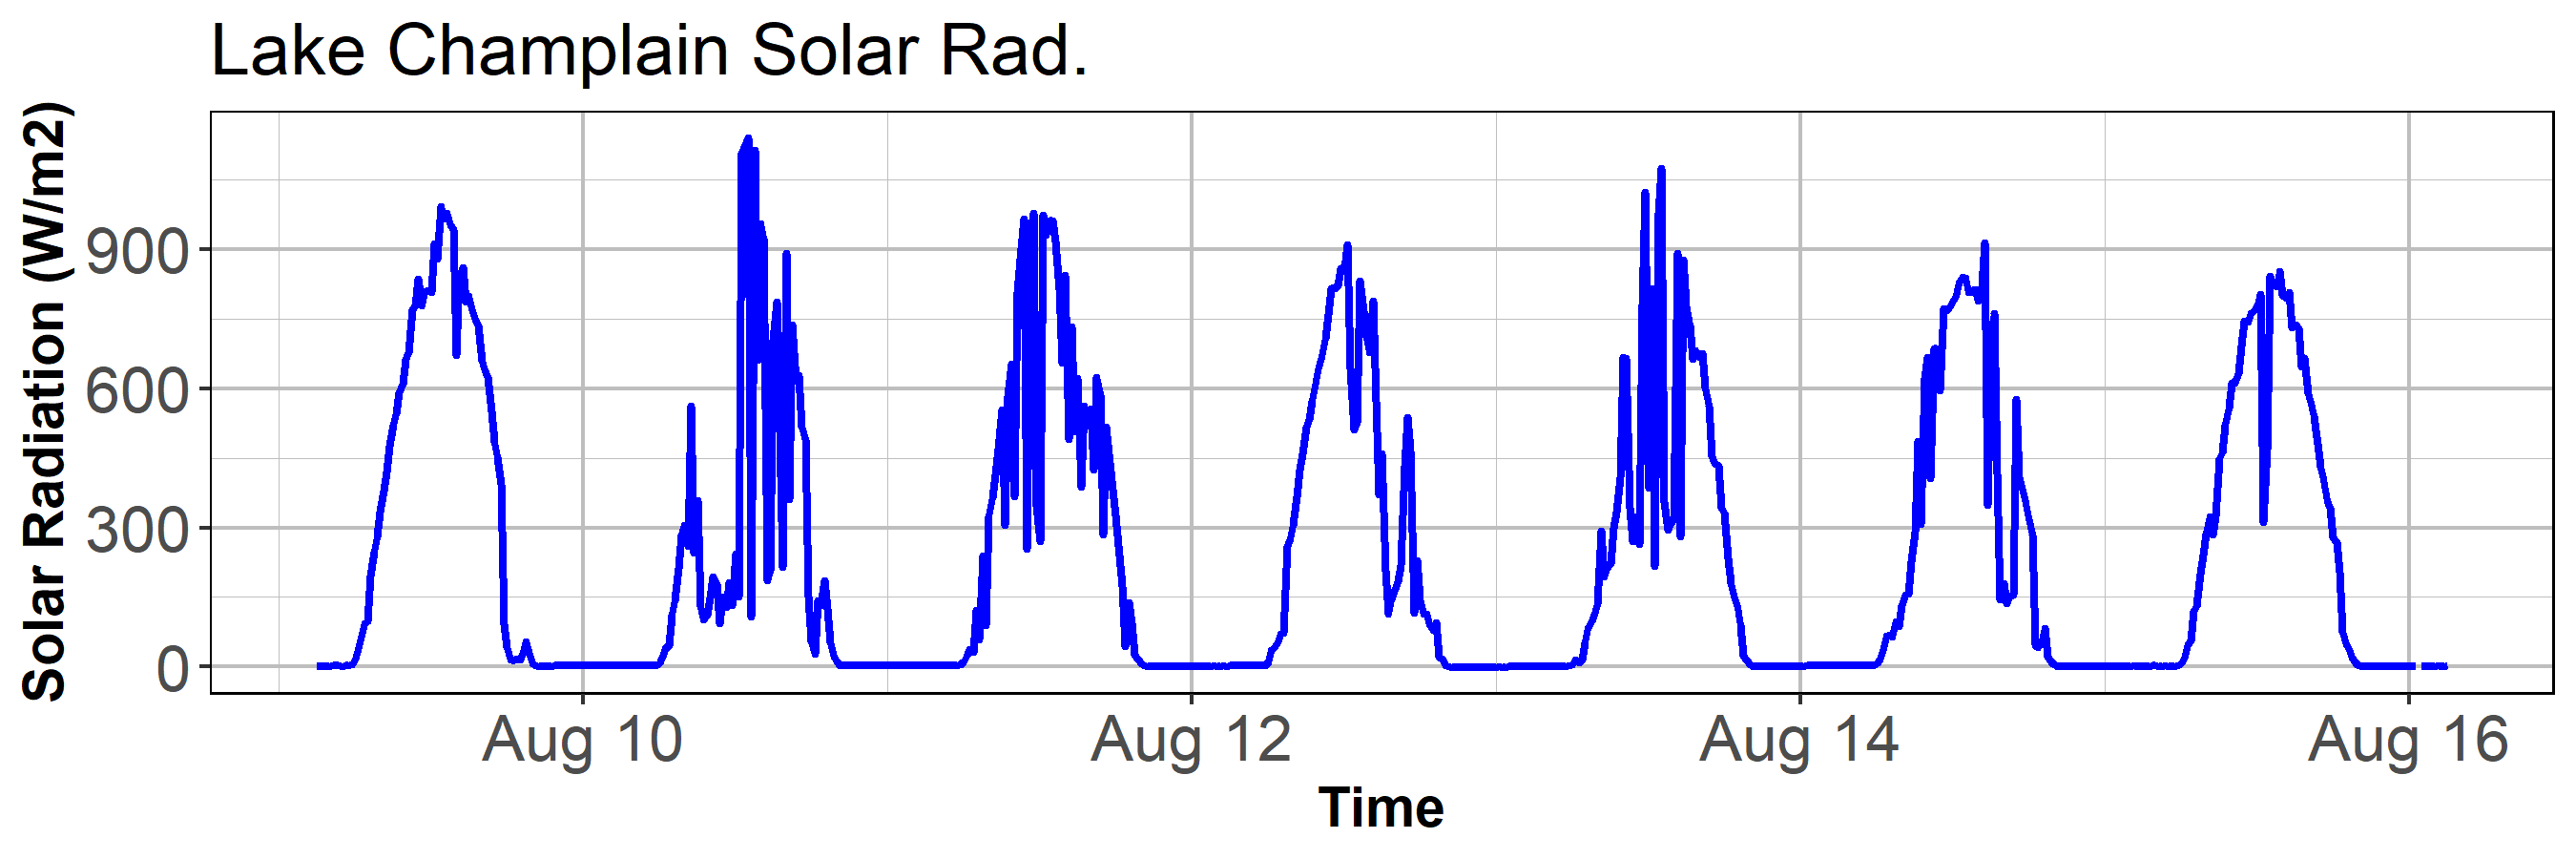 Lake Champlain Solar Rad.
Solar Radiation (W/m2)
900
600
300
0
Aug 10 Aug 12 Aug 14 Aug 16
Time